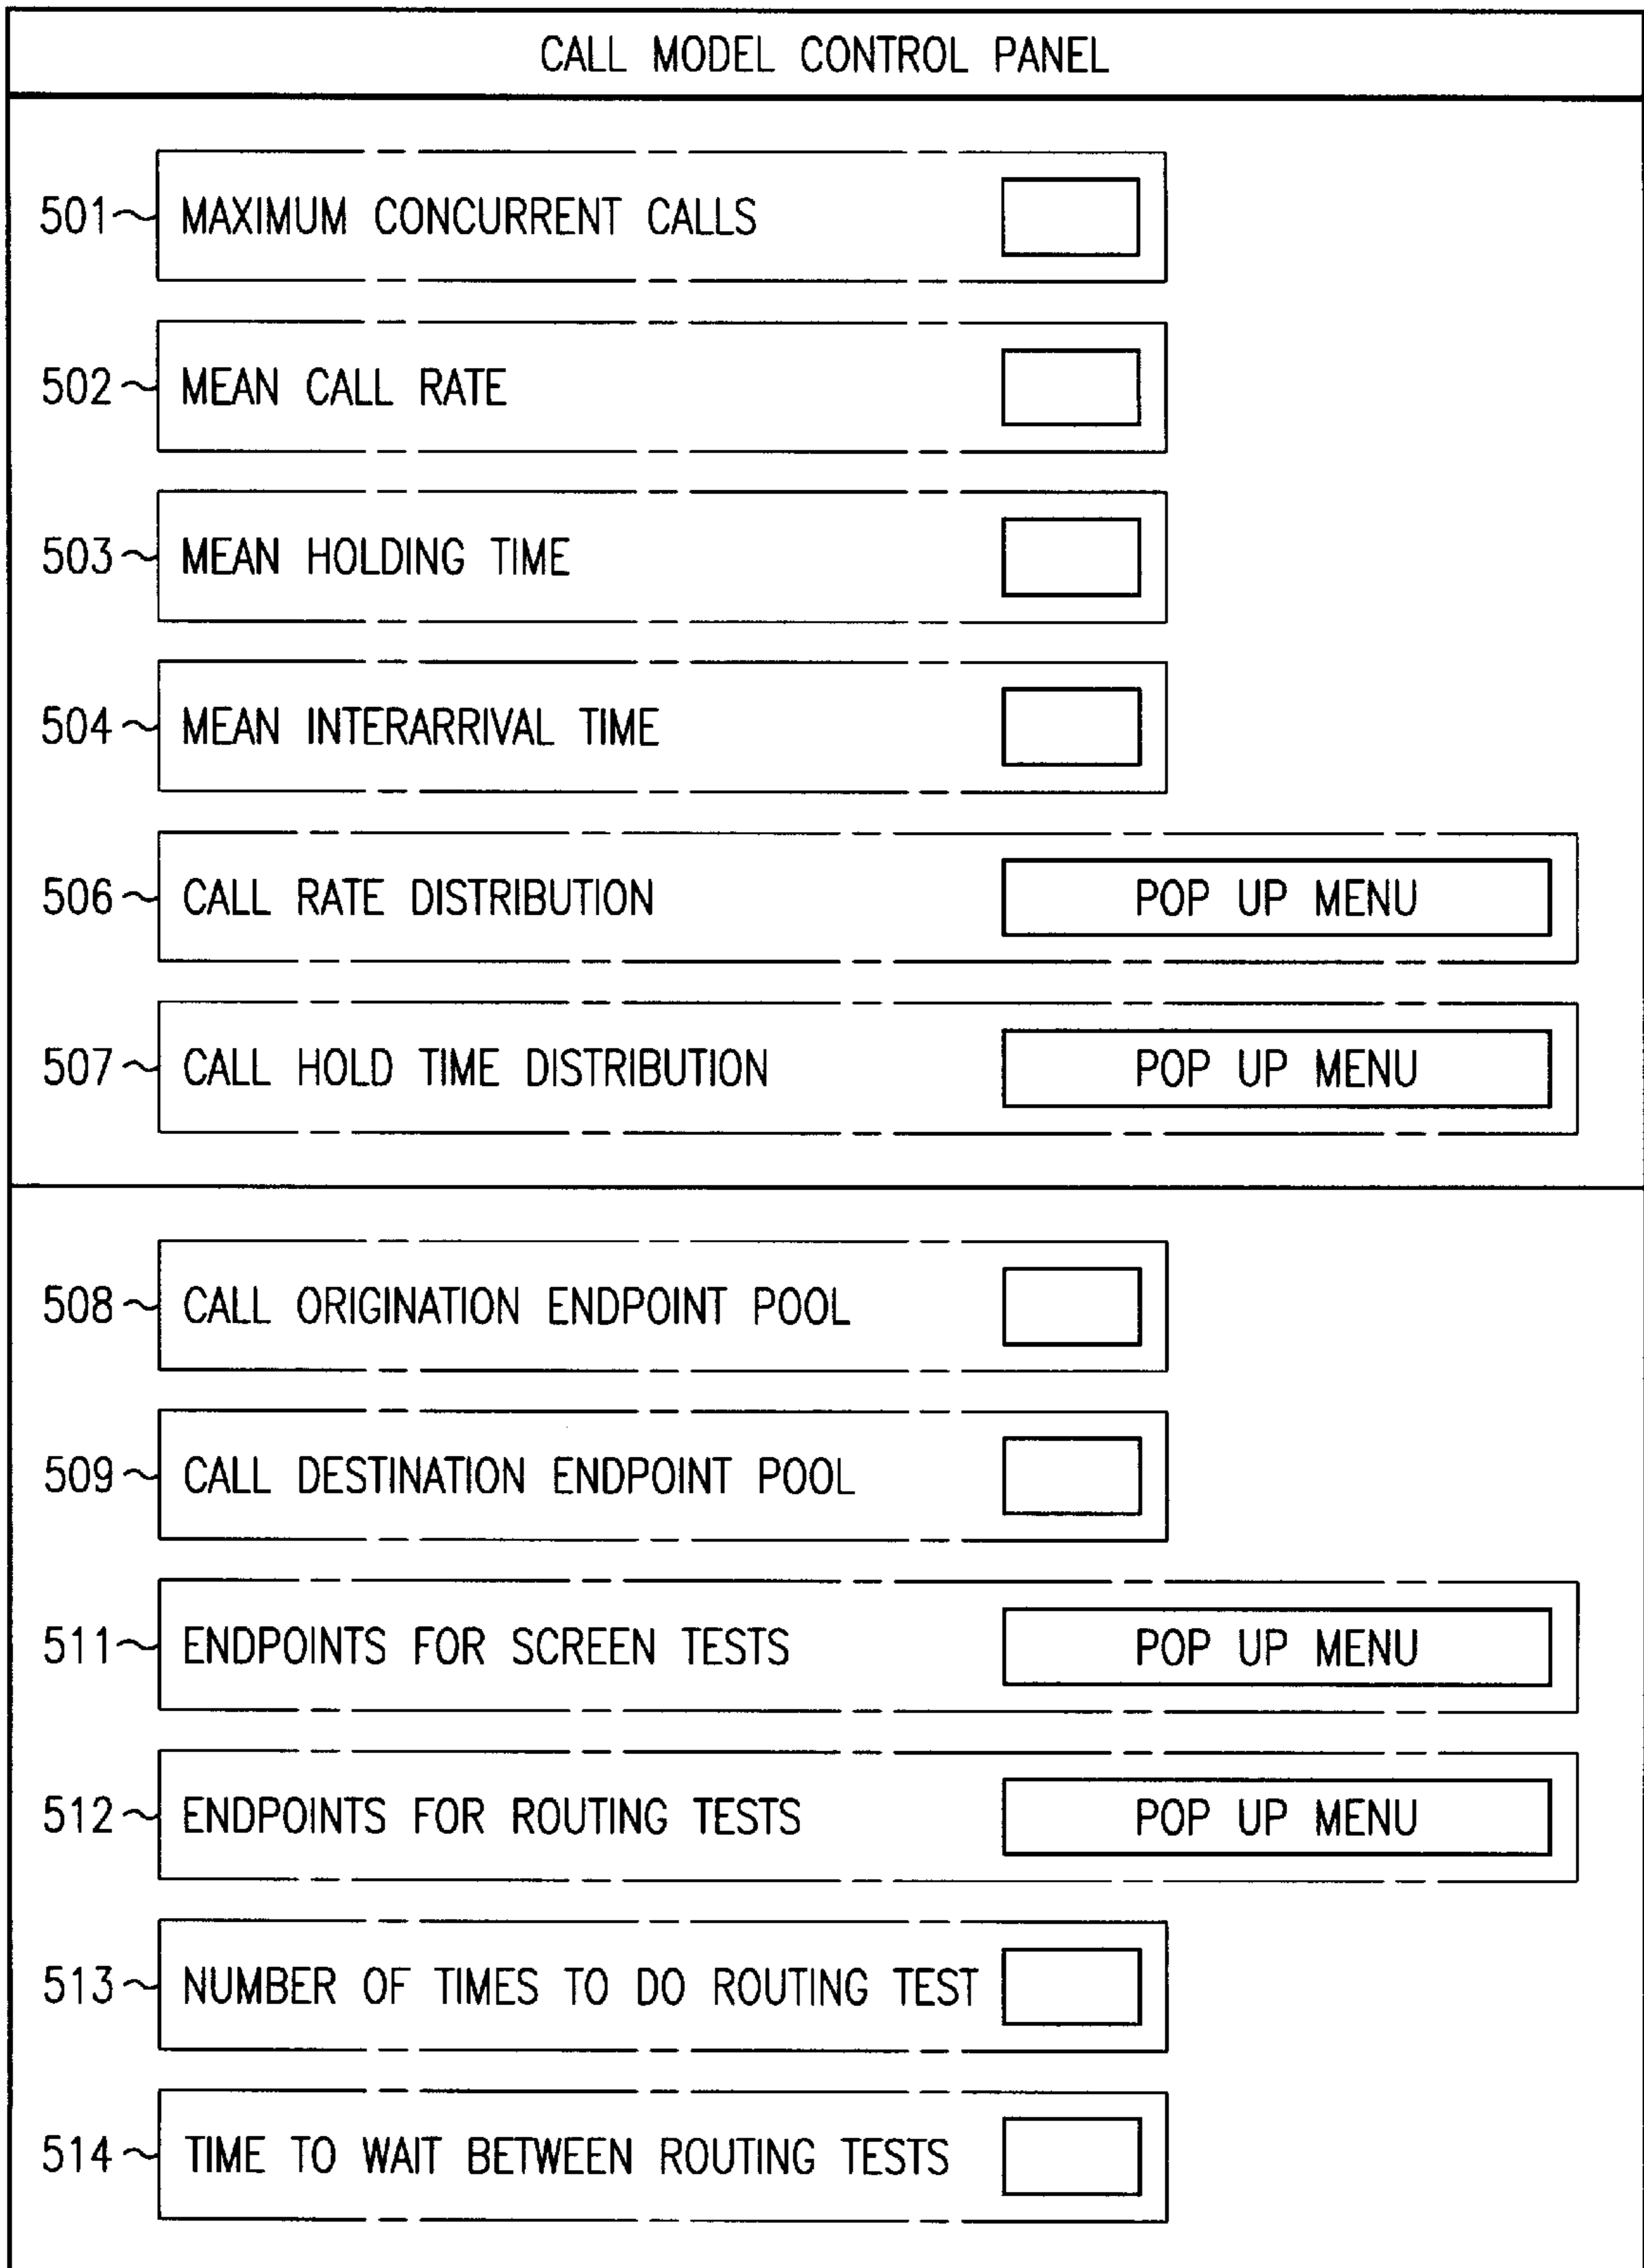 CALL MODEL CONTROL PANEL
501 MAXIMUM CONCURRENT CALLS
502 MEAN CALL RATE
503 MEAN HOLDING TIME
504 MEAN INTERARRIVAL TIME
506 CALL RATE DISTRIBUTION POP UP MENU
507 CALL HOLD TIME DISTRIBUTION POP UP MENU
508 CALL ORIGINATION ENDPOINT POOL
509 CALL DESTINATION ENDPOINT POOL
511 ENDPOINTS FOR SCREEN TESTS POP UP MENU
512 ENDPOINTS FOR ROUTING TESTS POP UP MENU
513 NUMBER OF TIMES TO DO ROUTING TEST
514 TIME TO WAIT BETWEEN ROUTING TESTS